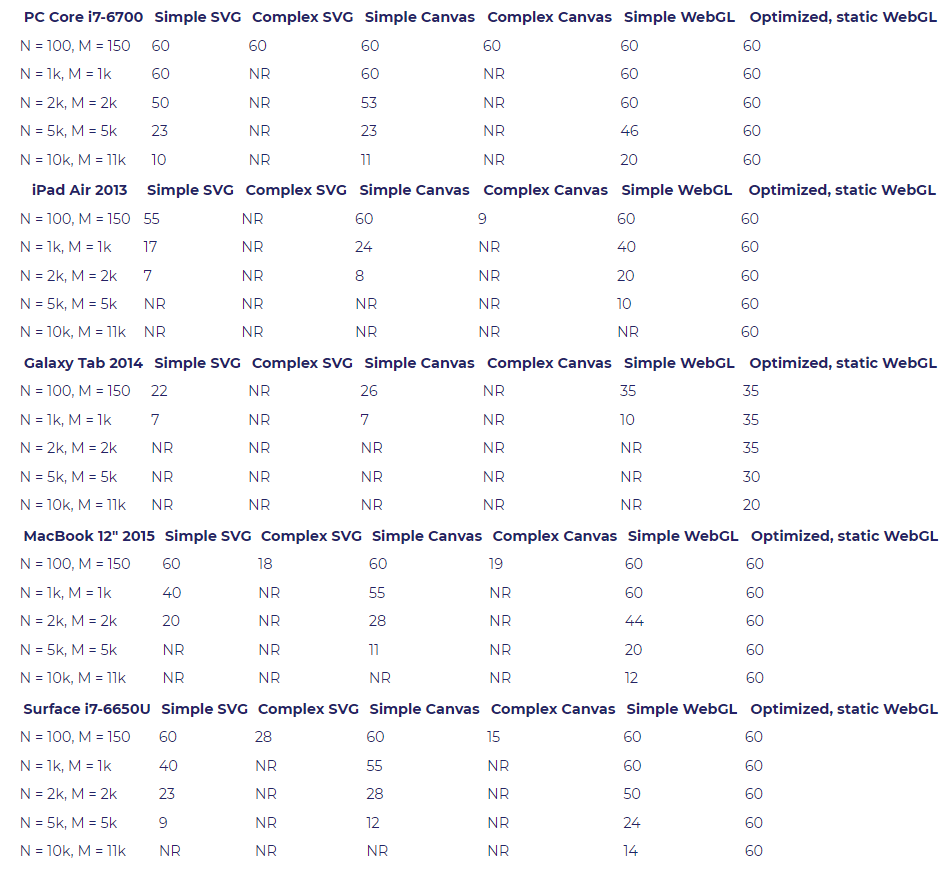 PC Core i7-6700 Simple SVG Complex SVG Simple Canvas Complex Canvas Simple WebGL Optimized, static WebGL
N = 100, M = 150 60 60 60 60 60 60
N = 1k, M = 1k 60 NR 60 NR 60 60
N = 2k, M = 2k 50 NR 53 NR 60 60
N = 5k, M = 5k 23 NR 23 NR 46 60
N = 10k, M = 11k 10 NR 11 NR 20 60
iPad Air 2013 Simple SVG Complex SVG Simple Canvas Complex Canvas Simple WebGL Optimized, static WebGL
N = 100, M = 150 55 NR 60 9 60 60
N = 1k, M = 1k 17 NR 24 NR 40 60
N = 2k, M = 2k 7 NR 8 NR 20 60
N = 5k, M = 5k NR NR NR NR 10 60
N = 10k, M = 11k NR NR NR NR NR 60
Galaxy Tab 2014 Simple SVG Complex SVG Simple Canvas Complex Canvas Simple WebGL Optimized, static WebGL
N = 100, M = 150 22 NR 26 NR 35 35
N = 1k, M = 1k 7 NR 7 NR 10 35
N = 2k, M = 2k NR NR NR NR NR 35
N = 5k, M = 5k NR NR NR NR NR 30
N = 10k, M = 11k NR NR NR NR NR 20
MacBook 12" 2015 Simple SVG Complex SVG Simple Canvas Complex Canvas Simple WebGL Optimized, static WebGL
N = 100, M = 150 60 18 60 19 60 60
N = 1k, M = 1k 40 NR 55 NR 60 60
N = 2k, M = 2k 20 NR 28 NR 44 60
N = 5k, M = 5k NR NR 11 NR 20 60
N = 10k, M = 11k NR NR NR NR 12 60
Surface i7-6650U Simple SVG Complex SVG Simple Canvas Complex Canvas Simple WebGL Optimized, static WebGL
N = 100, M = 150 60 28 60 15 60 60
N = 1k, M = 1k 40 NR 55 NR 60 60
N = 2k, M = 2k 23 NR 28 NR 50 60
N = 5k, M = 5k 9 NR 12 NR 24 60
N = 10k, M = 11k NR NR NR NR 14 60